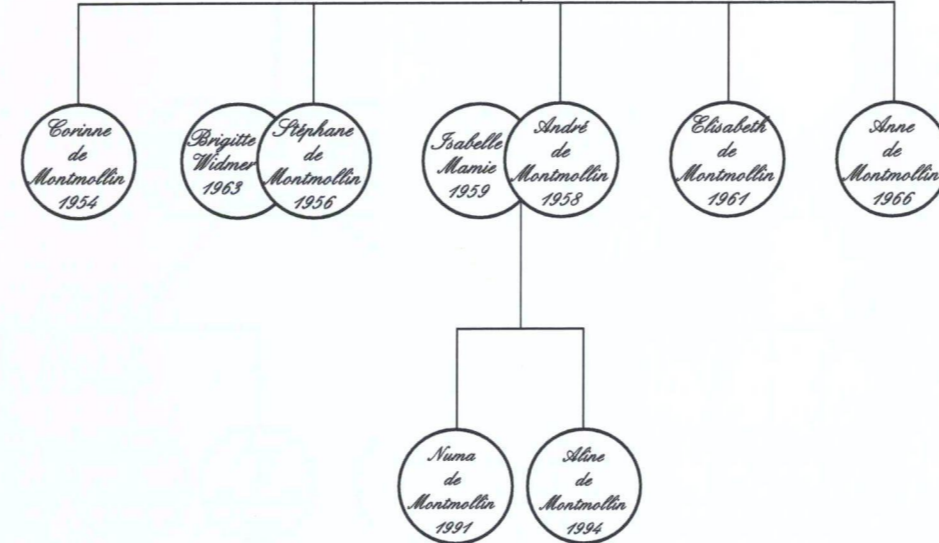 Corinne
de
Montmollin
1954
Brigitte
Widmer
1963
Stéphane
de
Montmollin
1956
Isabelle
Mamie
1959
André
de
Montmollin
1958
Elisabeth
de
Montmollin
1961
Anne
de
Montmollin
1966
Numa
de
Montmollin
1991
Aline
de
Montmollin
1994